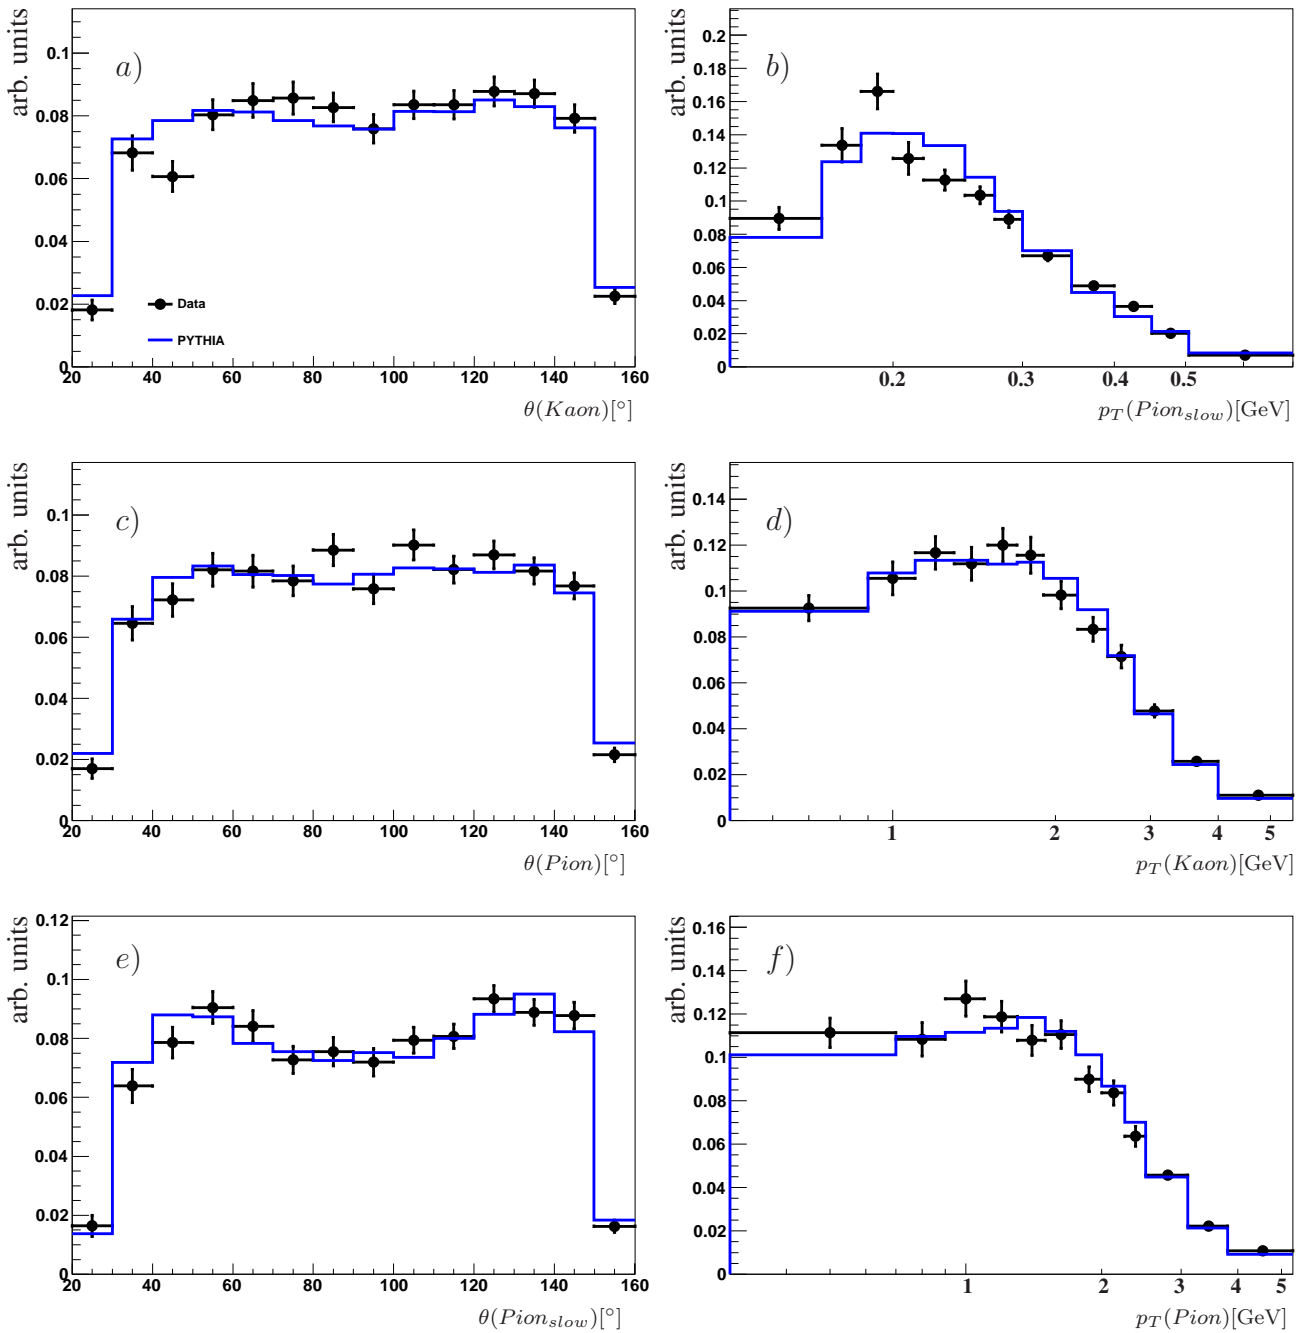 arb. units
a)
0.1
0.08
0.06
0.04
0.02
0
Data
PYTHIA
20 40 60 80 100 120 140 160
θ(Kaon)[°]
arb. units
b)
0.2
0.18
0.16
0.14
0.12
0.1
0.08
0.06
0.04
0.02
0
0.2 0.3 0.4 0.5
p_T(Pion_slow)[GeV]
arb. units
c)
0.1
0.08
0.06
0.04
0.02
0
20 40 60 80 100 120 140 160
θ(Pion)[°]
arb. units
d)
0.14
0.12
0.1
0.08
0.06
0.04
0.02
0
1 2 3 4 5
p_T(Kaon)[GeV]
arb. units
e)
0.12
0.1
0.08
0.06
0.04
0.02
0
20 40 60 80 100 120 140 160
θ(Pion_slow)[°]
arb. units
f)
0.16
0.14
0.12
0.1
0.08
0.06
0.04
0.02
0
1 2 3 4 5
p_T(Pion)[GeV]